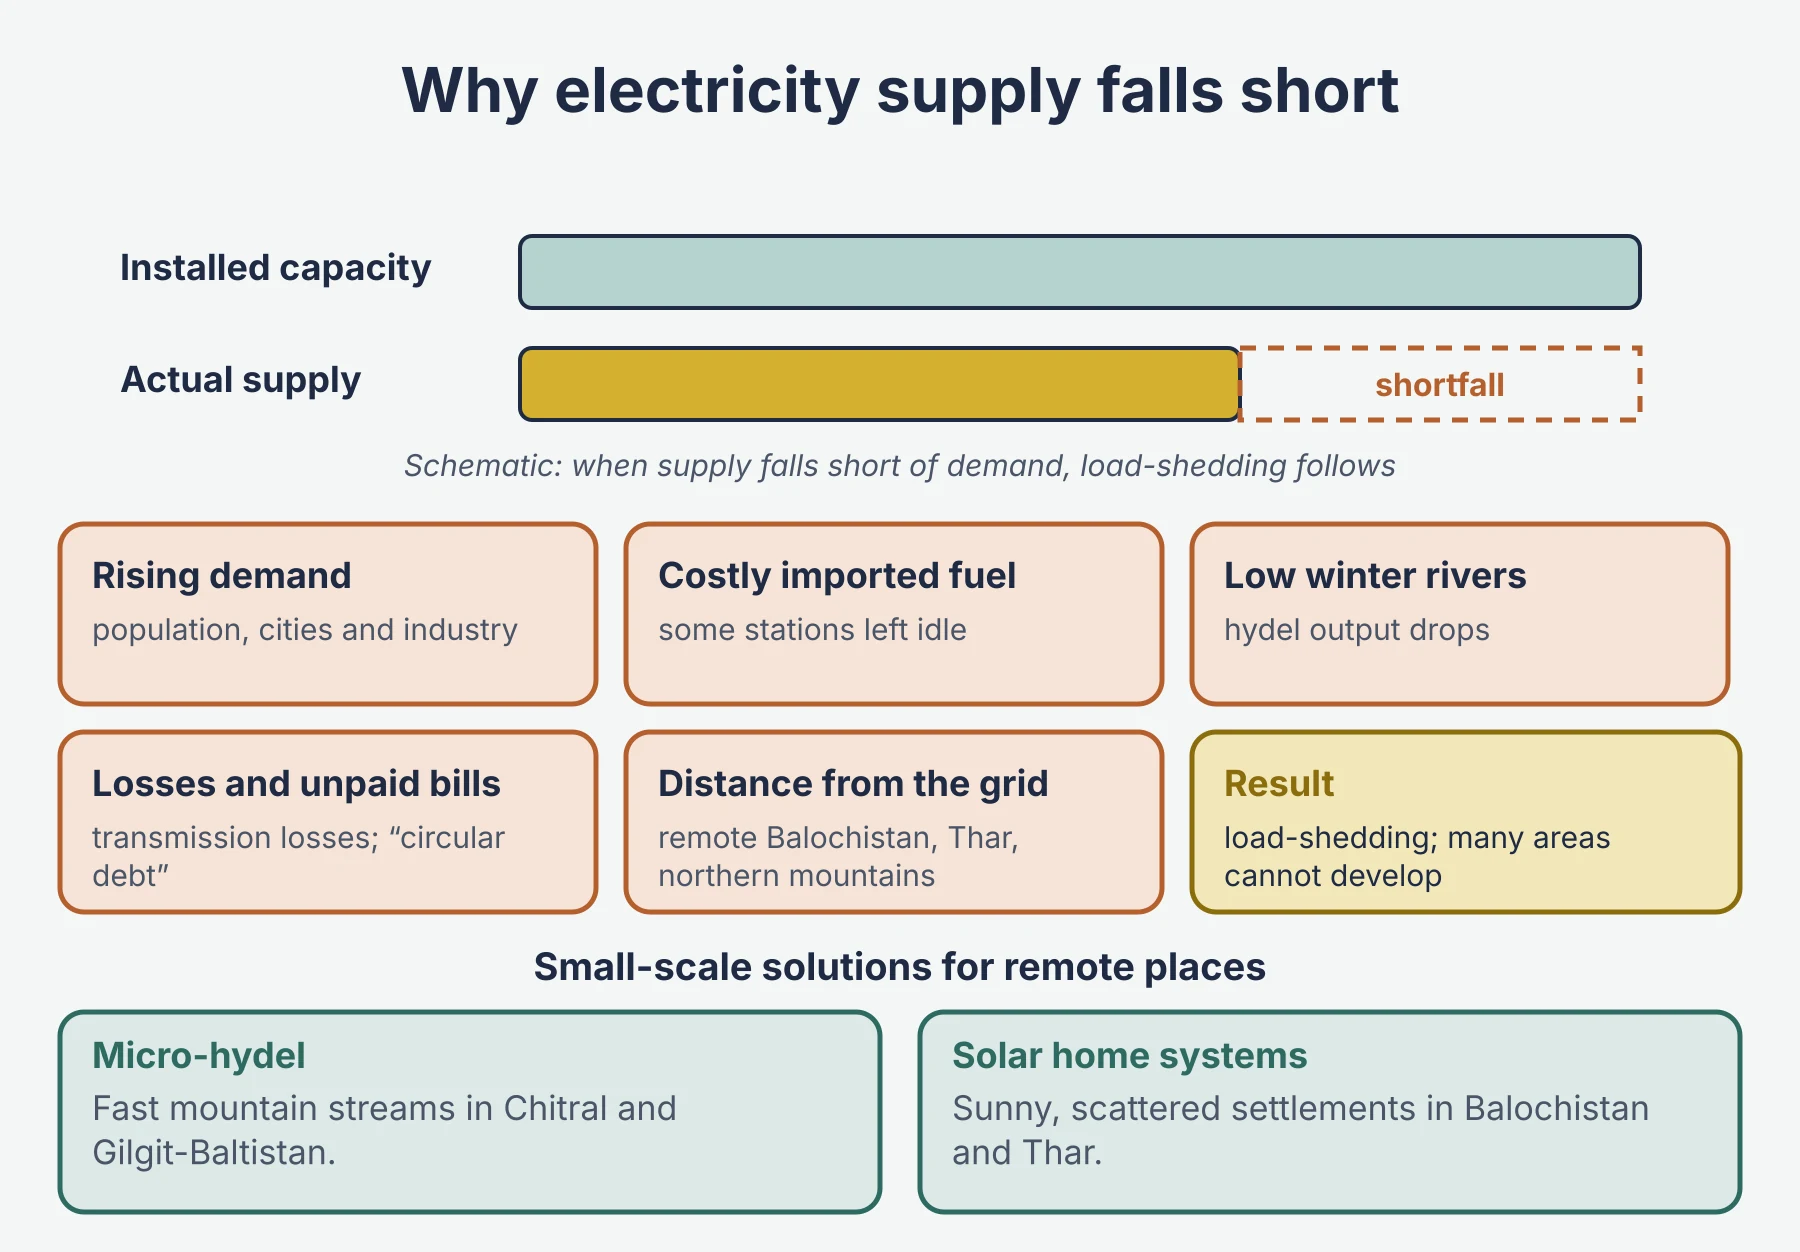 Why electricity supply falls short
Installed capacity
Actual supply
shortfall
Schematic: when supply falls short of demand, load-shedding follows
Rising demand
population, cities and industry
Costly imported fuel
some stations left idle
Low winter rivers
hydel output drops
Losses and unpaid bills
transmission losses; “circular
debt”
Distance from the grid
remote Balochistan, Thar,
northern mountains
Result
load-shedding; many areas
cannot develop
Small-scale solutions for remote places
Micro-hydel
Fast mountain streams in Chitral and
Gilgit-Baltistan.
Solar home systems
Sunny, scattered settlements in Balochistan
and Thar.